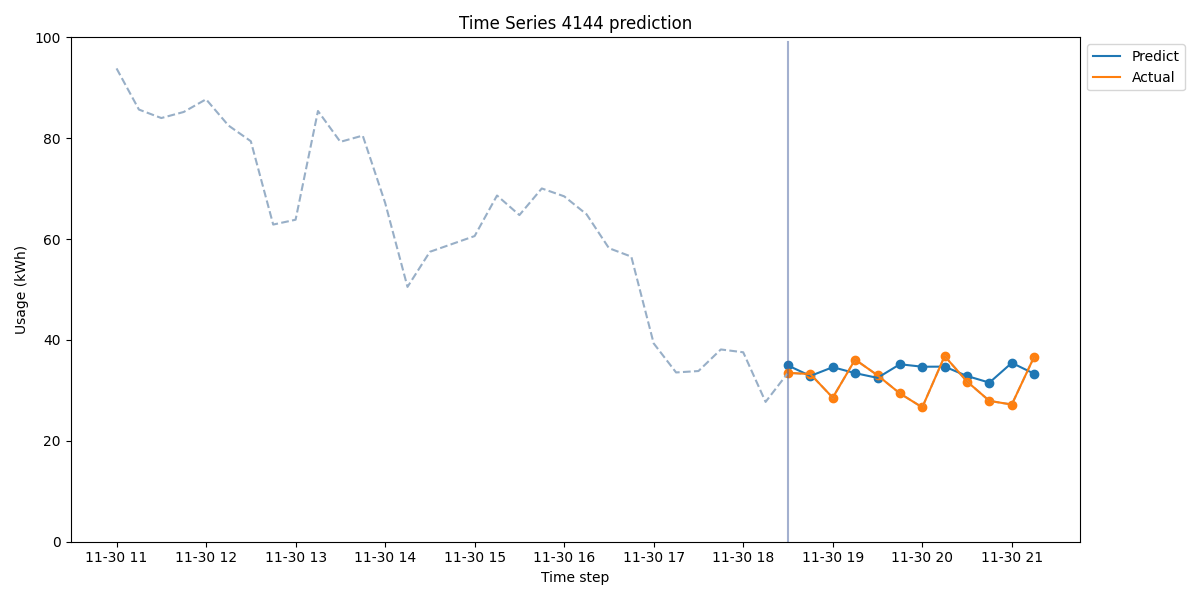 Time Series 4144 prediction
Predict
Actual
Usage (kWh)
100
80
60
40
20
0
11-30 11 11-30 12 11-30 13 11-30 14 11-30 15 11-30 16 11-30 17 11-30 18 11-30 19 11-30 20 11-30 21
Time step